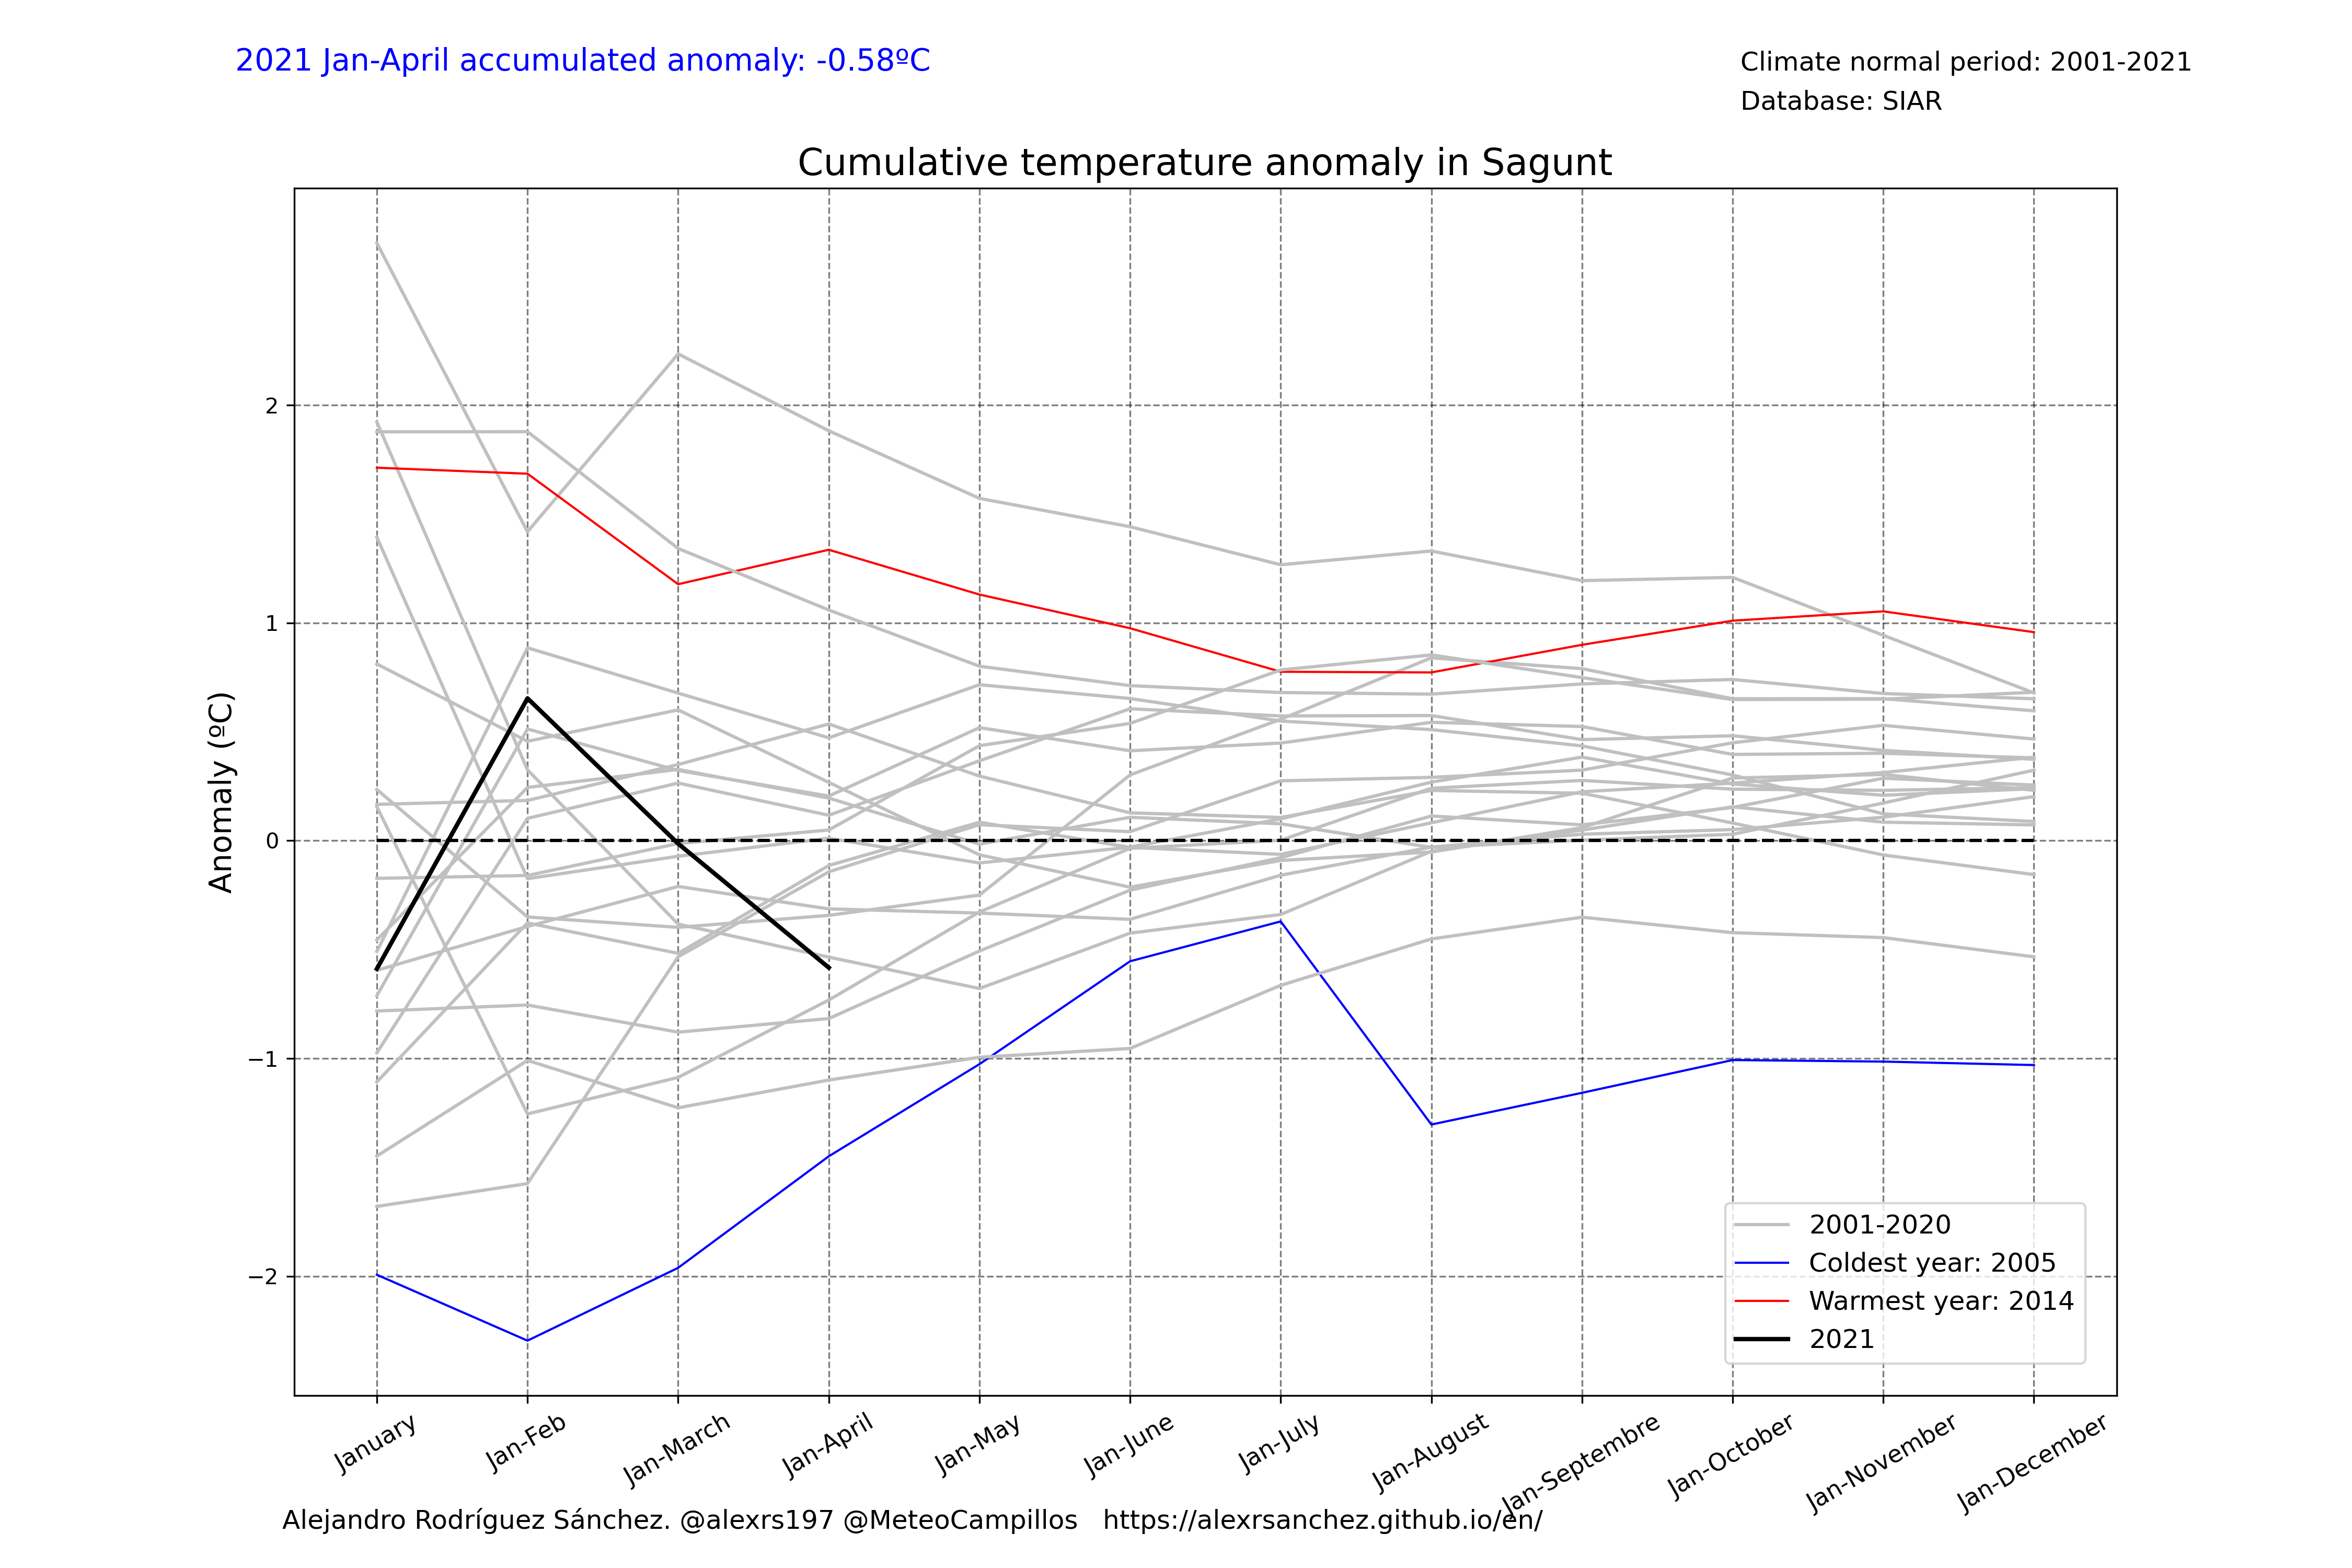 2021 Jan-April accumulated anomaly: -0.58ºC
Climate normal period: 2001-2021
Database: SIAR
Cumulative temperature anomaly in Sagunt
Anomaly (ºC)
2
1
0
−1
−2
January
Jan-Feb
Jan-March
Jan-April
Jan-May
Jan-June
Jan-July
Jan-August
Jan-Septembre
Jan-October
Jan-November
Jan-December
2001-2020
Coldest year: 2005
Warmest year: 2014
2021
Alejandro Rodríguez Sánchez. @alexrs197 @MeteoCampillos https://alexrsanchez.github.io/en/